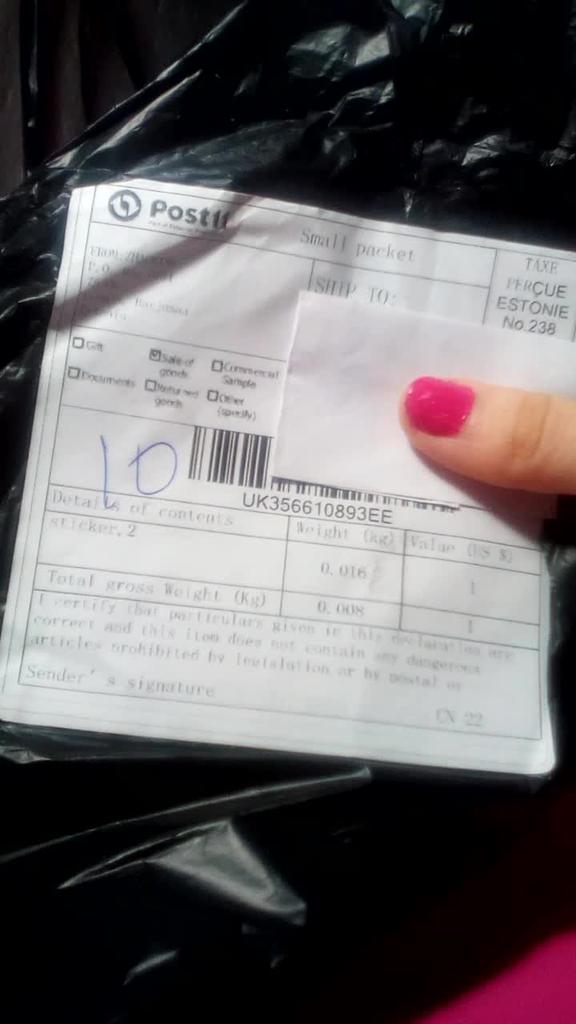 Post11
Small packet
TAXE
PERÇUE
ESTONIE
No.238
FROM:
P.O.
SHIP TO:
Harjumaa
Gift
Sale of goods
Commercial Sample
Documents
Returned goods
Other (specify)
10
UK356610893EE
Details of contents
Weight (kg)
Value (US $)
sticker,2
0.016
1
Total gross Weight (Kg)
0.008
1
I certify that particulars given in this declaration are
correct and this item does not contain any dangerous
articles prohibited by legislation or by postal or
Sender's signature
CN 22